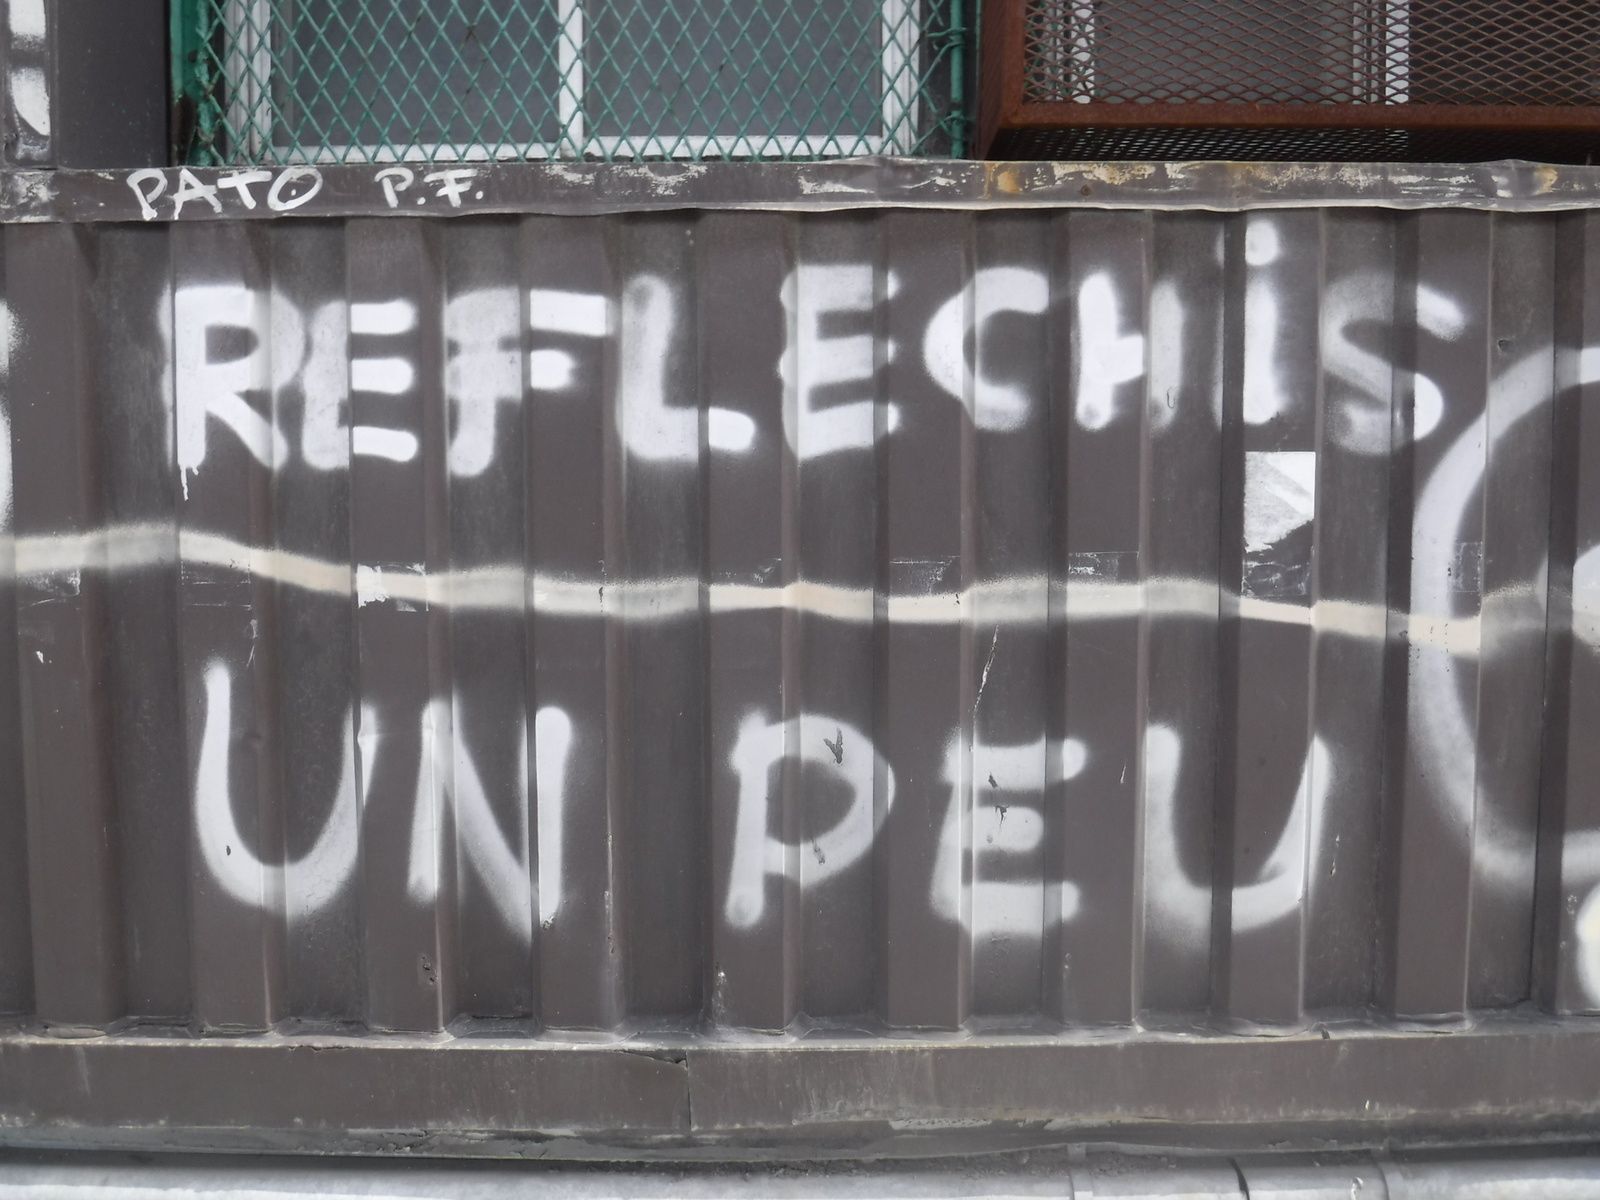 PATO P.F.
REFLECHiS
UN PEU